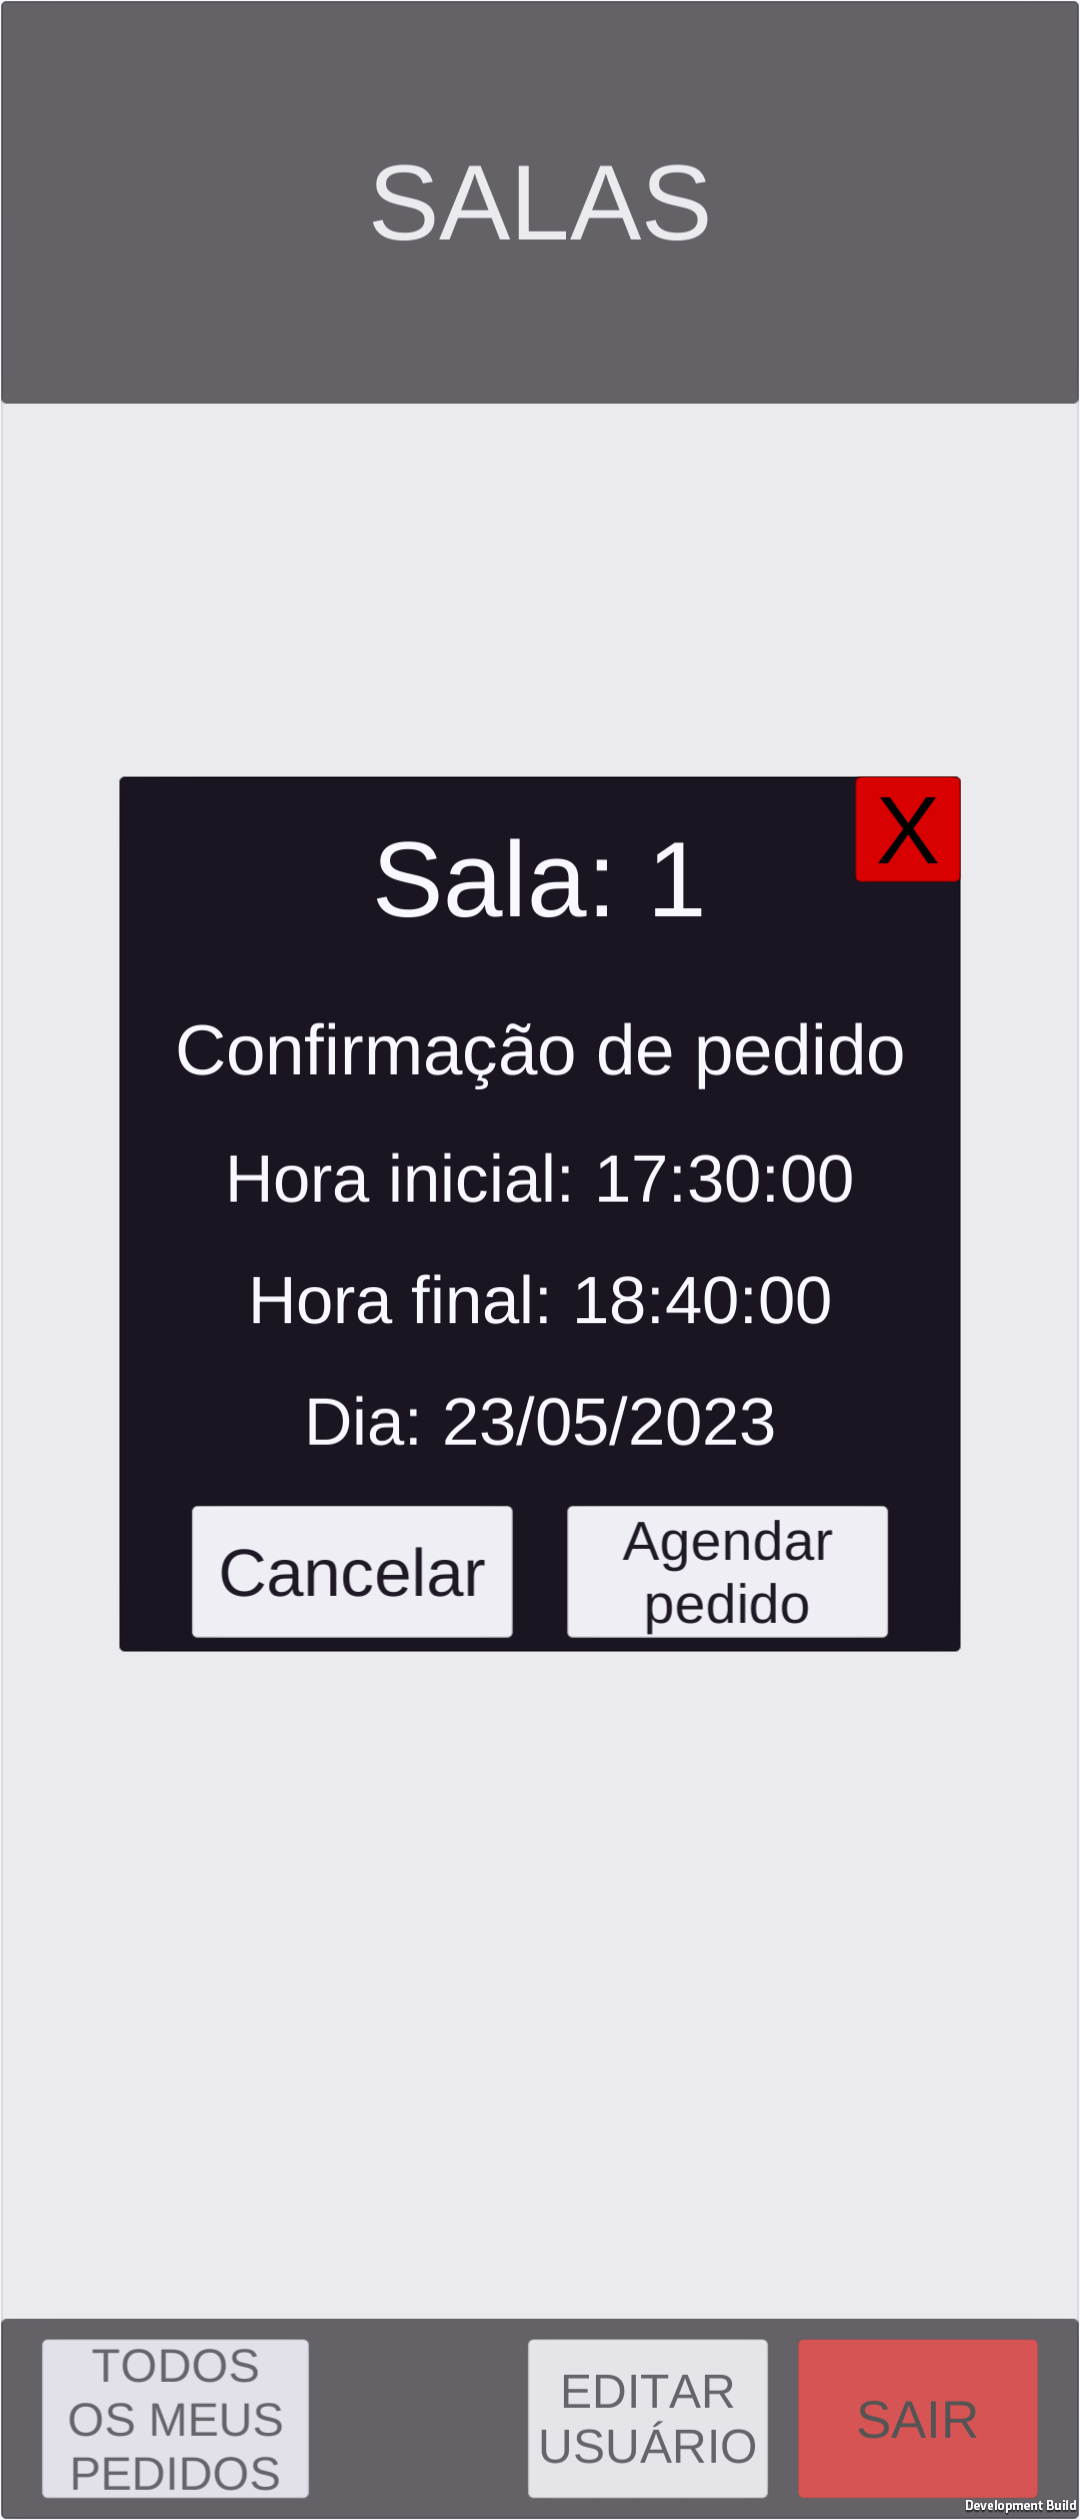 SALAS
X
Sala: 1
Confirmação de pedido
Hora inicial: 17:30:00
Hora final: 18:40:00
Dia: 23/05/2023
Cancelar
Agendar
pedido
TODOS
OS MEUS
PEDIDOS
EDITAR
USUÁRIO
SAIR
Development Build